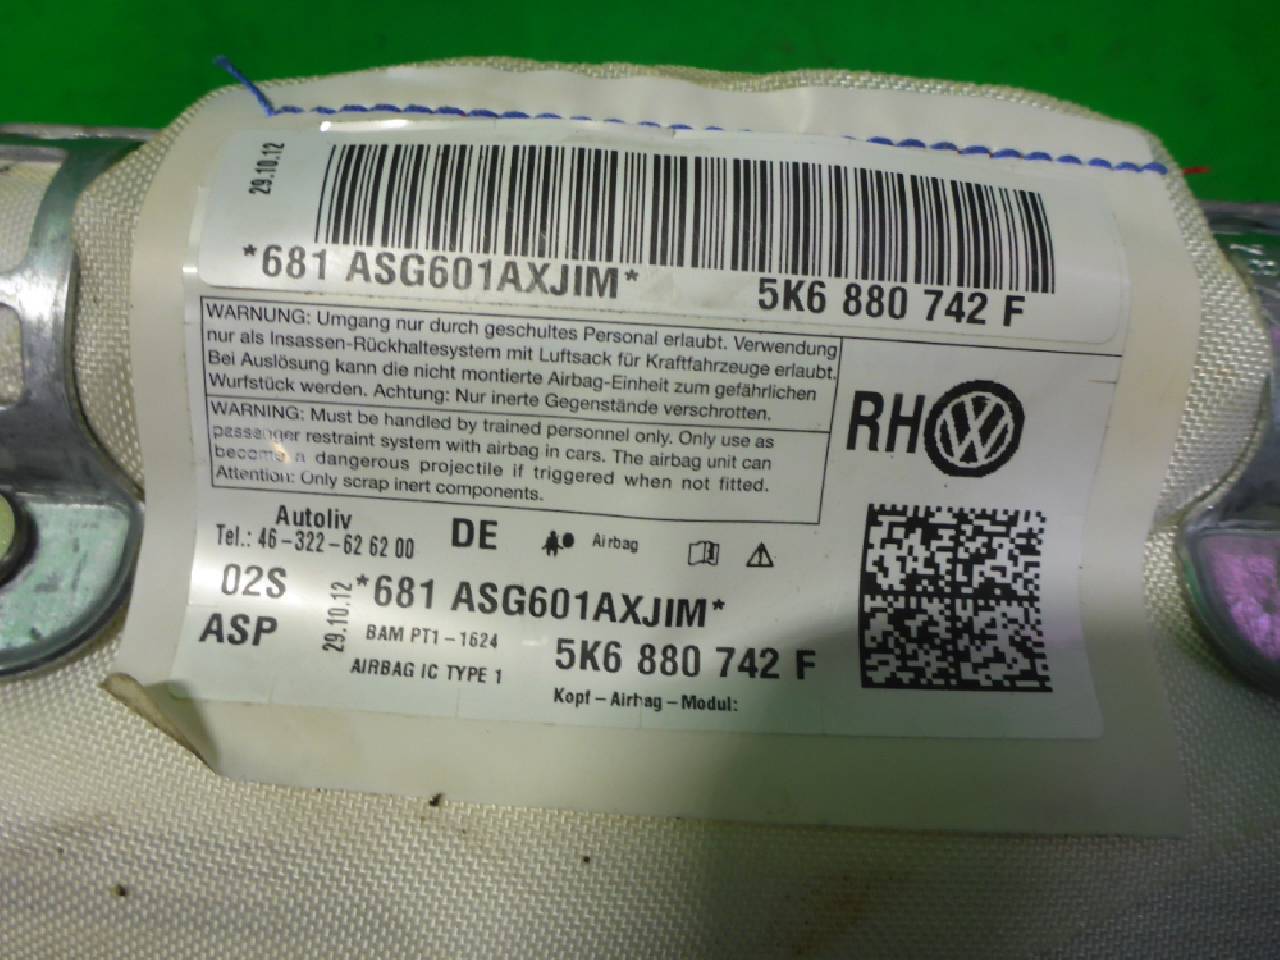 29.10.12
*681 ASG601AXJIM*
5K6 880 742 F
WARNUNG: Umgang nur durch geschultes Personal erlaubt. Verwendung
nur als Insassen-Rückhaltesystem mit Luftsack für Kraftfahrzeuge erlaubt.
Bei Auslösung kann die nicht montierte Airbag-Einheit zum gefährlichen
Wurfstück werden. Achtung: Nur inerte Gegenstände verschrotten.
WARNING: Must be handled by trained personnel only. Only use as
passenger restraint system with airbag in cars. The airbag unit can
become a dangerous projectile if triggered when not fitted.
Attention: Only scrap inert components.
RH
Autoliv
Tel.: 46-322-62 62 00
DE
Airbag
02S
ASP
29.10.12
*681 ASG601AXJIM*
BAM PT1-1624
5K6 880 742 F
AIRBAG IC TYPE 1
Kopf-Airbag-Modul: